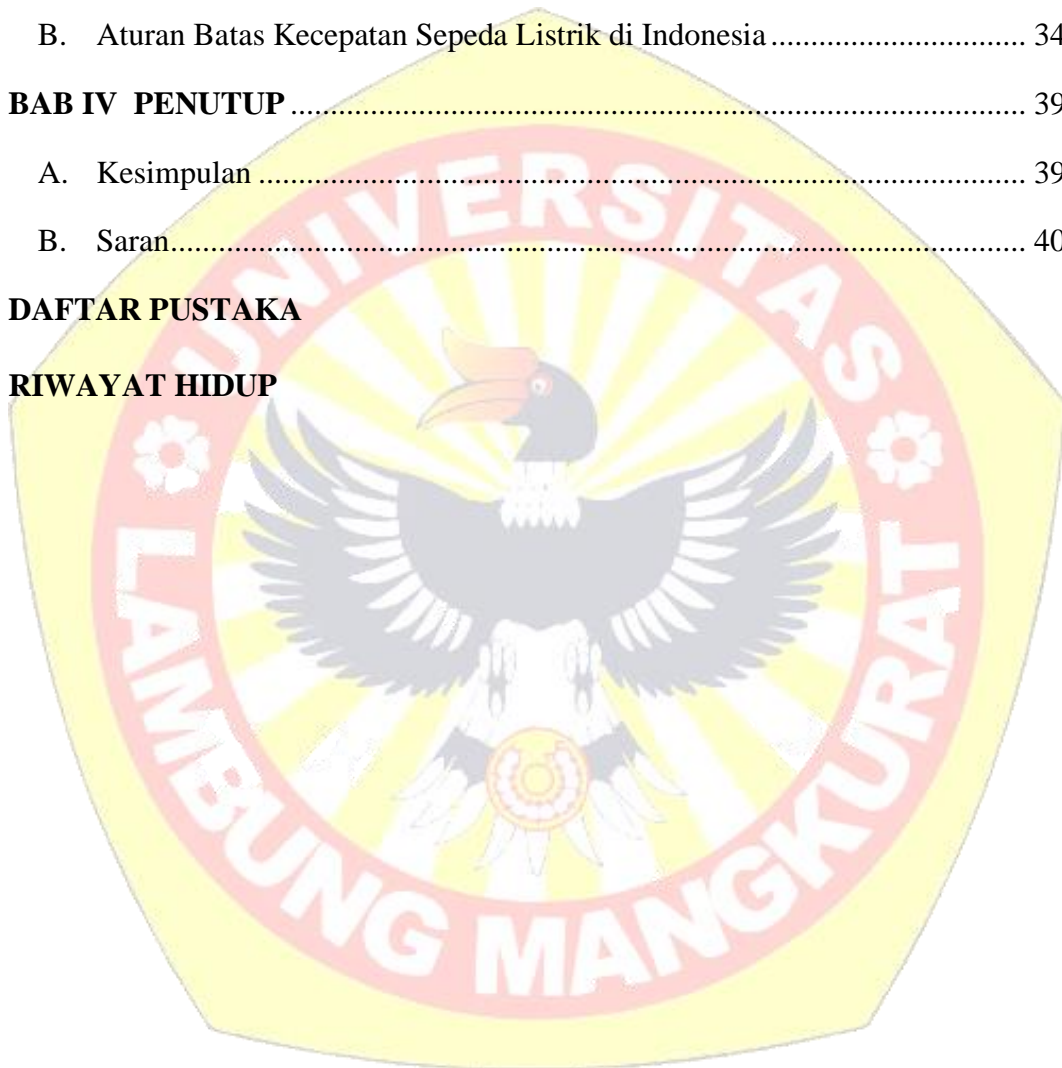 B. Aturan Batas Kecepatan Sepeda Listrik di Indonesia ............................... 34
BAB IV PENUTUP ........................................................................................ 39
A. Kesimpulan ............................................................................................ 39
B. Saran ..................................................................................................... 40
DAFTAR PUSTAKA
RIWAYAT HIDUP
UNIVERSITAS
LAMBUNG MANGKURAT